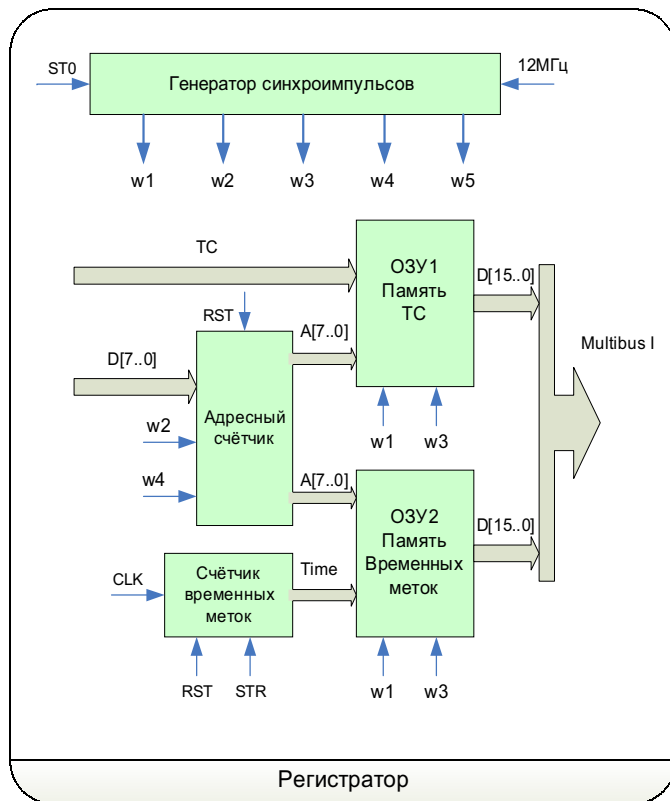 ST0
Генератор синхроимпульсов
12МГц
w1
w2
w3
w4
w5
ТС
ОЗУ1
Память
ТС
D[15..0]
RST
A[7..0]
Multibus I
D[7..0]
Адресный
счётчик
w2
w1
w3
w4
A[7..0]
ОЗУ2
Память
Временных
меток
D[15..0]
CLK
Счётчик
временных
меток
Time
RST
STR
w1
w3
Регистратор